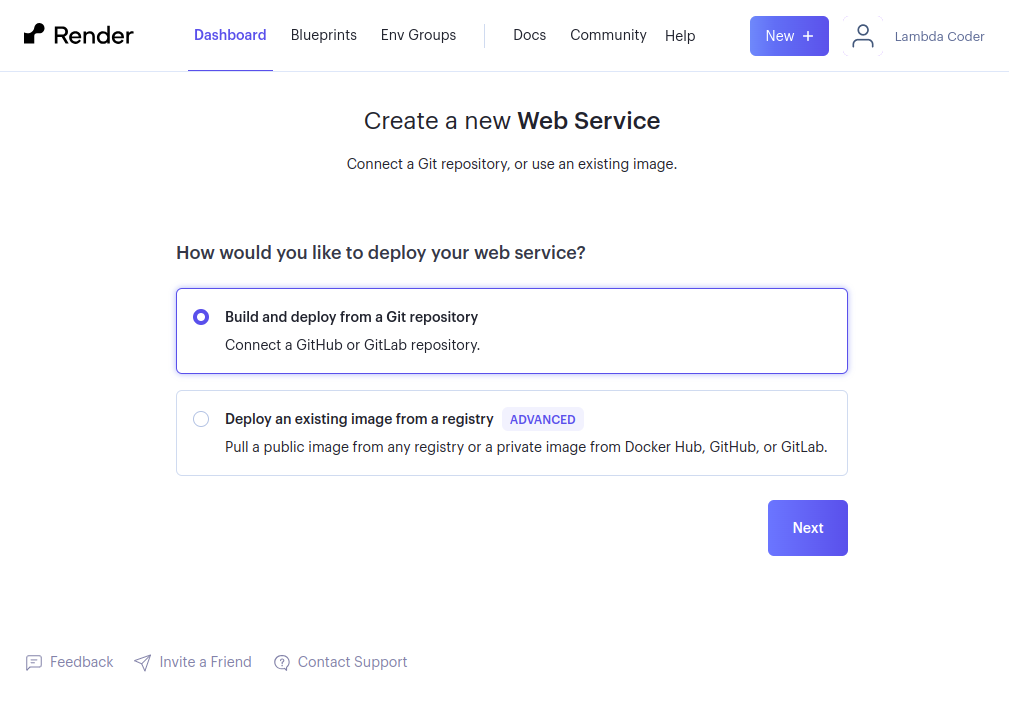 Render
Dashboard Blueprints Env Groups Docs Community Help New + Lambda Coder
Create a new Web Service
Connect a Git repository, or use an existing image.
How would you like to deploy your web service?
Build and deploy from a Git repository
Connect a GitHub or GitLab repository.
Deploy an existing image from a registry ADVANCED
Pull a public image from any registry or a private image from Docker Hub, GitHub, or GitLab.
Next
Feedback Invite a Friend Contact Support